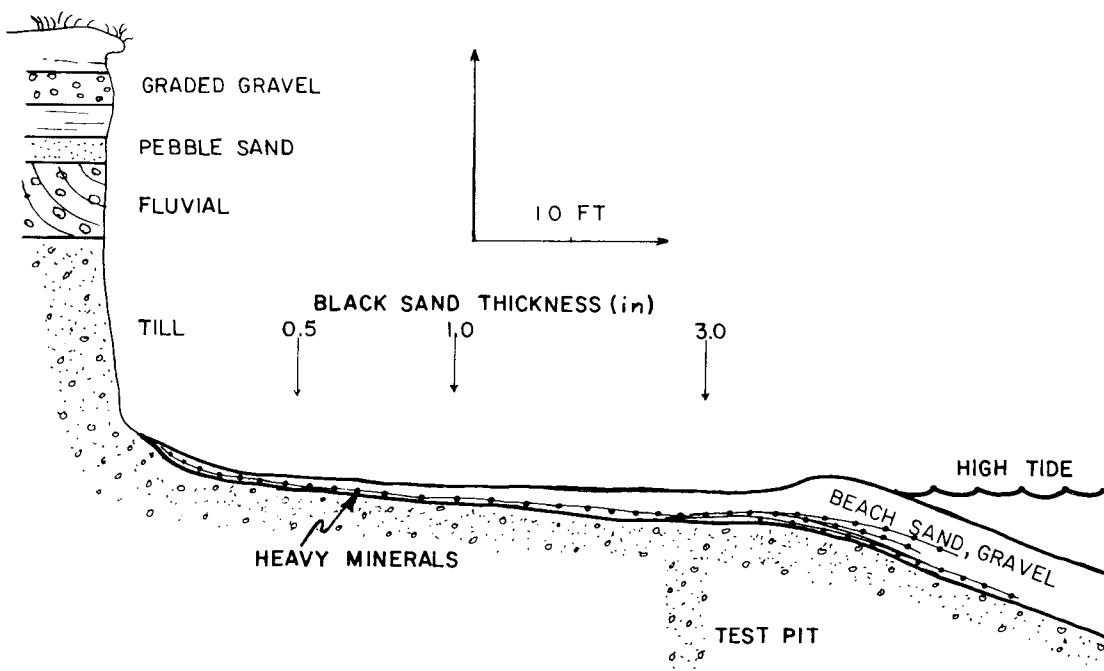 GRADED GRAVEL
PEBBLE SAND
FLUVIAL
10 FT
BLACK SAND THICKNESS (in)
TILL
0.5
1.0
3.0
HIGH TIDE
BEACH SAND, GRAVEL
HEAVY MINERALS
TEST PIT